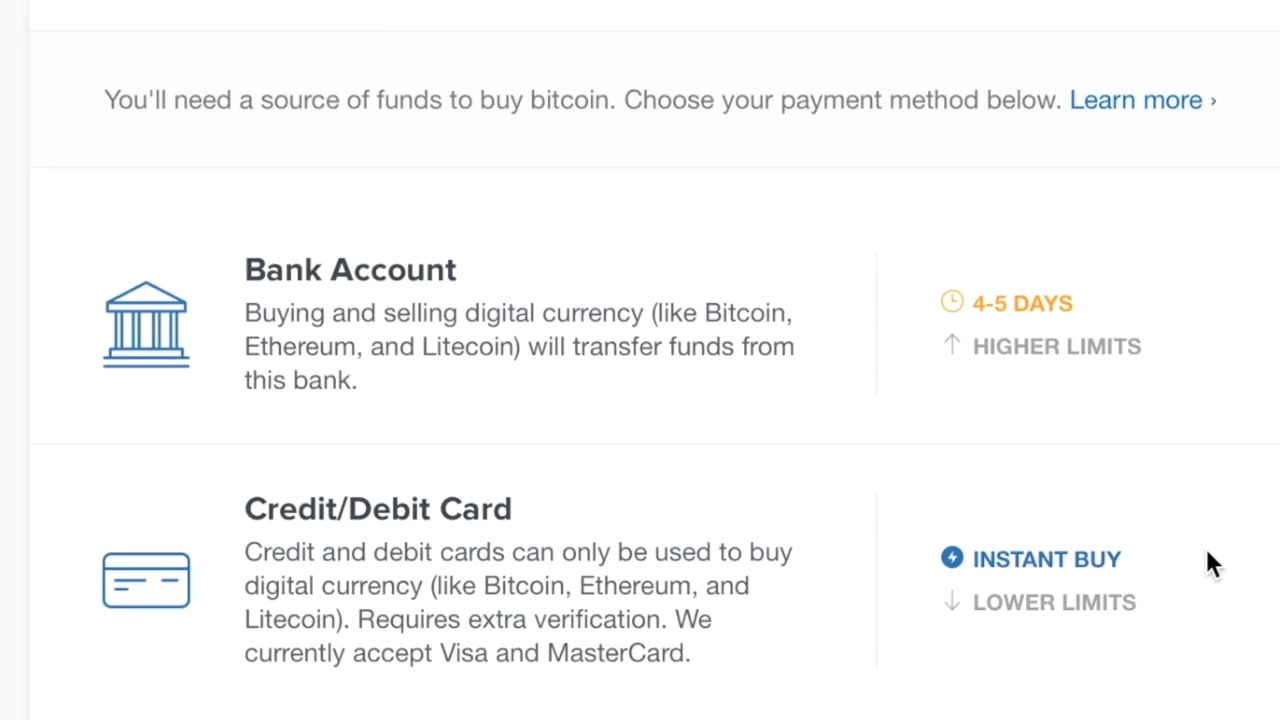 You'll need a source of funds to buy bitcoin. Choose your payment method below. Learn more ›
Bank Account
Buying and selling digital currency (like Bitcoin,
Ethereum, and Litecoin) will transfer funds from
this bank.
4-5 DAYS
HIGHER LIMITS
Credit/Debit Card
Credit and debit cards can only be used to buy
digital currency (like Bitcoin, Ethereum, and
Litecoin). Requires extra verification. We
currently accept Visa and MasterCard.
INSTANT BUY
LOWER LIMITS